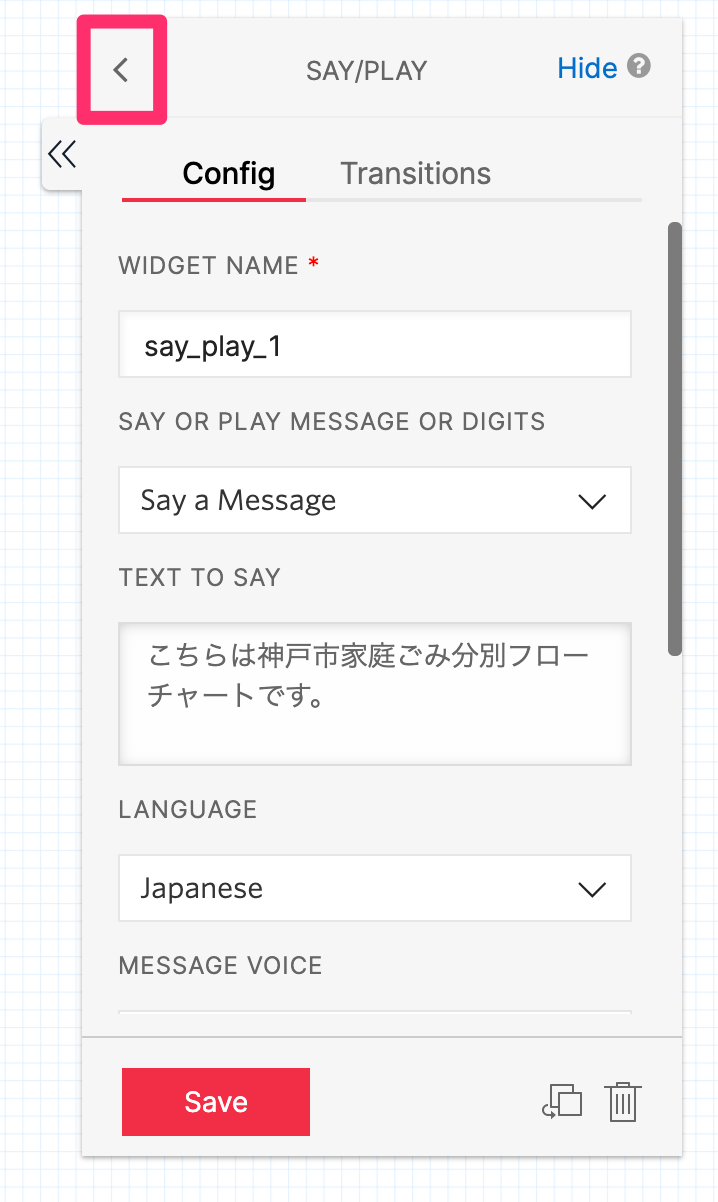 SAY/PLAY
Hide ?
Config Transitions
WIDGET NAME *
say_play_1
SAY OR PLAY MESSAGE OR DIGITS
Say a Message
TEXT TO SAY
こちらは神戸市家庭ごみ分別フロー
チャートです。
LANGUAGE
Japanese
MESSAGE VOICE
Save